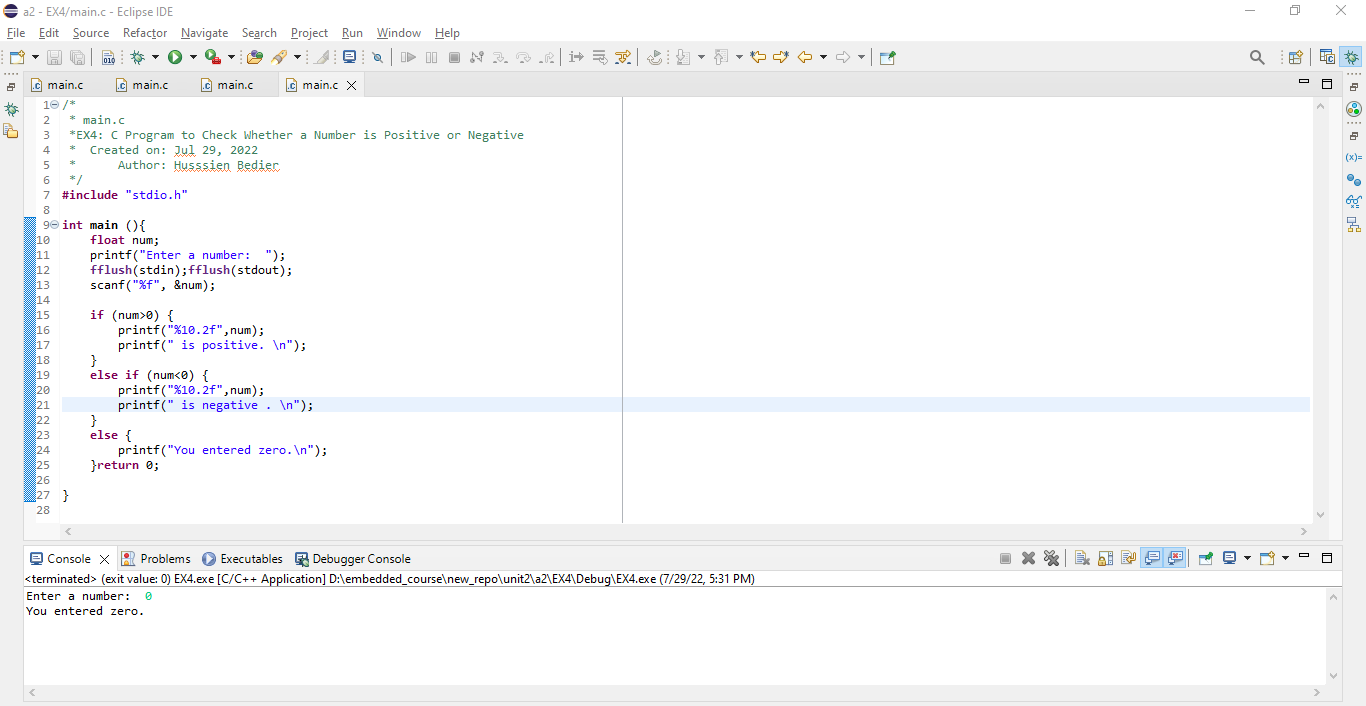 a2 - EX4/main.c - Eclipse IDE
File Edit Source Refactor Navigate Search Project Run Window Help
main.c main.c main.c main.c
1 /*
2  * main.c
3  *EX4: C Program to Check Whether a Number is Positive or Negative
4  *  Created on: Jul 29, 2022
5  *      Author: Husssien Bedier
6  */
7 #include "stdio.h"
8
9 int main (){
10     float num;
11     printf("Enter a number:  ");
12     fflush(stdin);fflush(stdout);
13     scanf("%f", &num);
14
15     if (num>0) {
16         printf("%10.2f",num);
17         printf(" is positive. \n");
18     }
19     else if (num<0) {
20         printf("%10.2f",num);
21         printf(" is negative . \n");
22     }
23     else {
24         printf("You entered zero.\n");
25     }return 0;
26
27 }
28
Console Problems Executables Debugger Console
<terminated> (exit value: 0) EX4.exe [C/C++ Application] D:\embedded_course\new_repo\unit2\a2\EX4\Debug\EX4.exe (7/29/22, 5:31 PM)
Enter a number:  0
You entered zero.